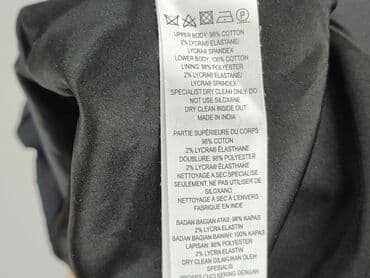 UPPER BODY: 98% COTTON
2% LYCRA® ELASTANE/
LYCRA® SPANDEX
LOWER BODY: 100% COTTON
LINING: 98% POLYESTER
2% LYCRA® ELASTANE/
LYCRA® SPANDEX
SPECIALIST DRY CLEAN ONLY DO
NOT USE SILOXANE
DRY CLEAN INSIDE OUT
MADE IN INDIA
PARTIE SUPÉRIEURE DU CORPS:
98% COTON
2% LYCRA® ÉLASTHANE
DOUBLURE: 98% POLYESTER
2% LYCRA® ÉLASTHANE
NETTOYAGE A SEC SPECIALISE
SEULEMENT. NE PAS UTILISER DE
SILOXANO
NETTOYAGE À SEC À L'ENVERS
FABRIQUE EN INDE
BADAN BAGIAN ATAS: 98% KAPAS
2% LYCRA ELASTIN
BADAN BAGIAN BAWAH: 100% KAPAS
LAPISAN: 98% POLYESTER
2% LYCRA ELASTIN
DRY CLEAN DILAKUKAN OLEH
SPESIALIS